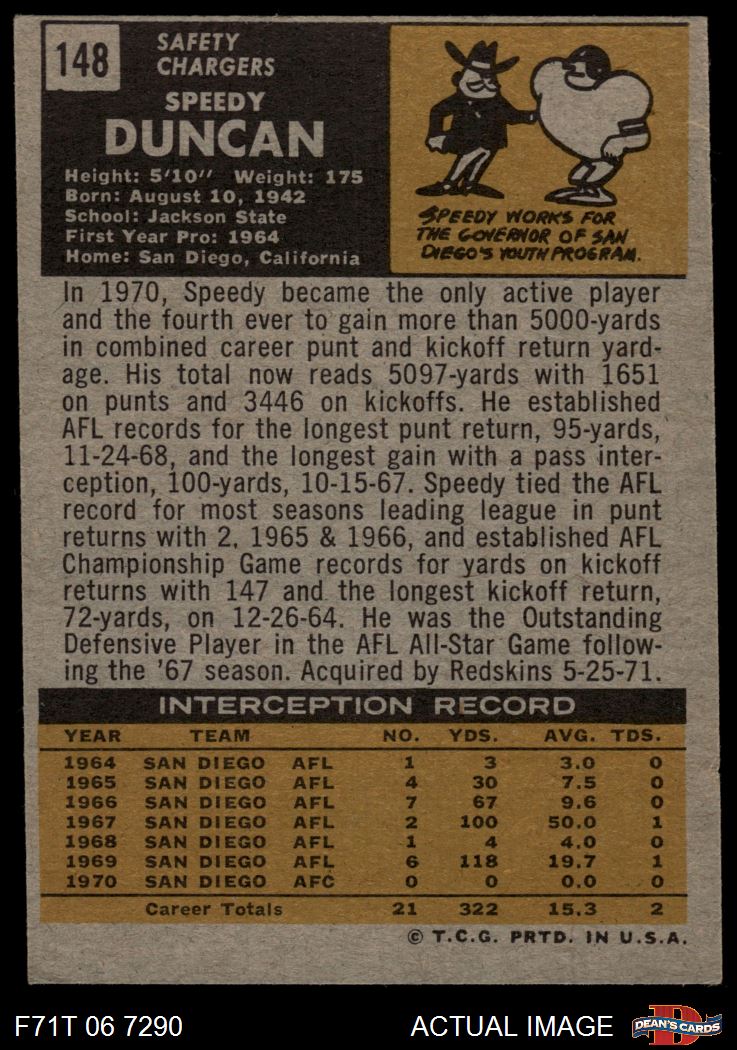 148
SAFETY
CHARGERS
SPEEDY
DUNCAN
Height: 5'10" Weight: 175
Born: August 10, 1942
School: Jackson State
First Year Pro: 1964
Home: San Diego, California
SPEEDY WORKS FOR
THE GOVERNOR OF SAN
DIEGO'S YOUTH PROGRAM.
In 1970, Speedy became the only active player
and the fourth ever to gain more than 5000-yards
in combined career punt and kickoff return yard-
age. His total now reads 5097-yards with 1651
on punts and 3446 on kickoffs. He established
AFL records for the longest punt return, 95-yards,
11-24-68, and the longest gain with a pass inter-
ception, 100-yards, 10-15-67. Speedy tied the AFL
record for most seasons leading league in punt
returns with 2, 1965 & 1966, and established AFL
Championship Game records for yards on kickoff
returns with 147 and the longest kickoff return,
72-yards, on 12-26-64. He was the Outstanding
Defensive Player in the AFL All-Star Game follow-
ing the '67 season. Acquired by Redskins 5-25-71.
INTERCEPTION RECORD
YEAR TEAM NO. YDS. AVG. TDS.
1964 SAN DIEGO AFL 1 3 3.0 0
1965 SAN DIEGO AFL 4 30 7.5 0
1966 SAN DIEGO AFL 7 67 9.6 0
1967 SAN DIEGO AFL 2 100 50.0 1
1968 SAN DIEGO AFL 1 4 4.0 0
1969 SAN DIEGO AFL 6 118 19.7 1
1970 SAN DIEGO AFC 0 0 0.0 0
Career Totals 21 322 15.3 2
© T.C.G. PRTD. IN U.S.A.
F71T 06 7290 ACTUAL IMAGE DEAN'S CARDS